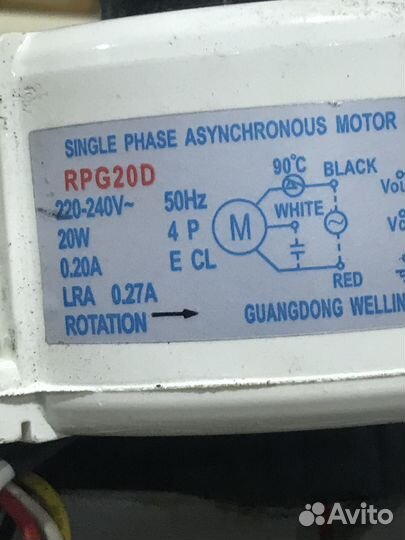 SINGLE PHASE ASYNCHRONOUS MOTOR
RPG20D
220-240V~ 50Hz
20W 4 P
0.20A E CL
LRA 0.27A
ROTATION
90℃ BLACK
WHITE
M
RED
GUANGDONG WELLIN
Avito